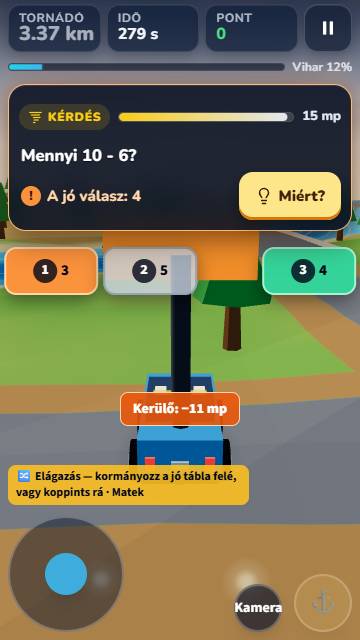 TORNÁDÓ
3.37 km
IDŐ
279 s
PONT
0
Vihar 12%
KÉRDÉS
15 mp
Mennyi 10 - 6?
! A jó válasz: 4
Miért?
1 3
2 5
3 4
Kerülő: −11 mp
🔀 Elágazás — kormányozz a jó tábla felé,
vagy koppints rá · Matek
Kamera